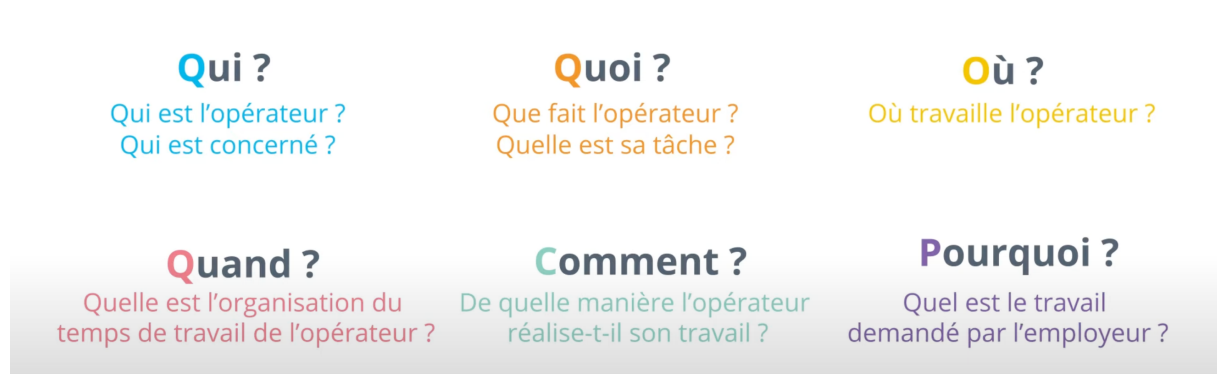 Qui ?
Qui est l’opérateur ?
Qui est concerné ?
Quoi ?
Que fait l’opérateur ?
Quelle est sa tâche ?
Où ?
Où travaille l’opérateur ?
Quand ?
Quelle est l’organisation du
temps de travail de l’opérateur ?
Comment ?
De quelle manière l’opérateur
réalise-t-il son travail ?
Pourquoi ?
Quel est le travail
demandé par l’employeur ?